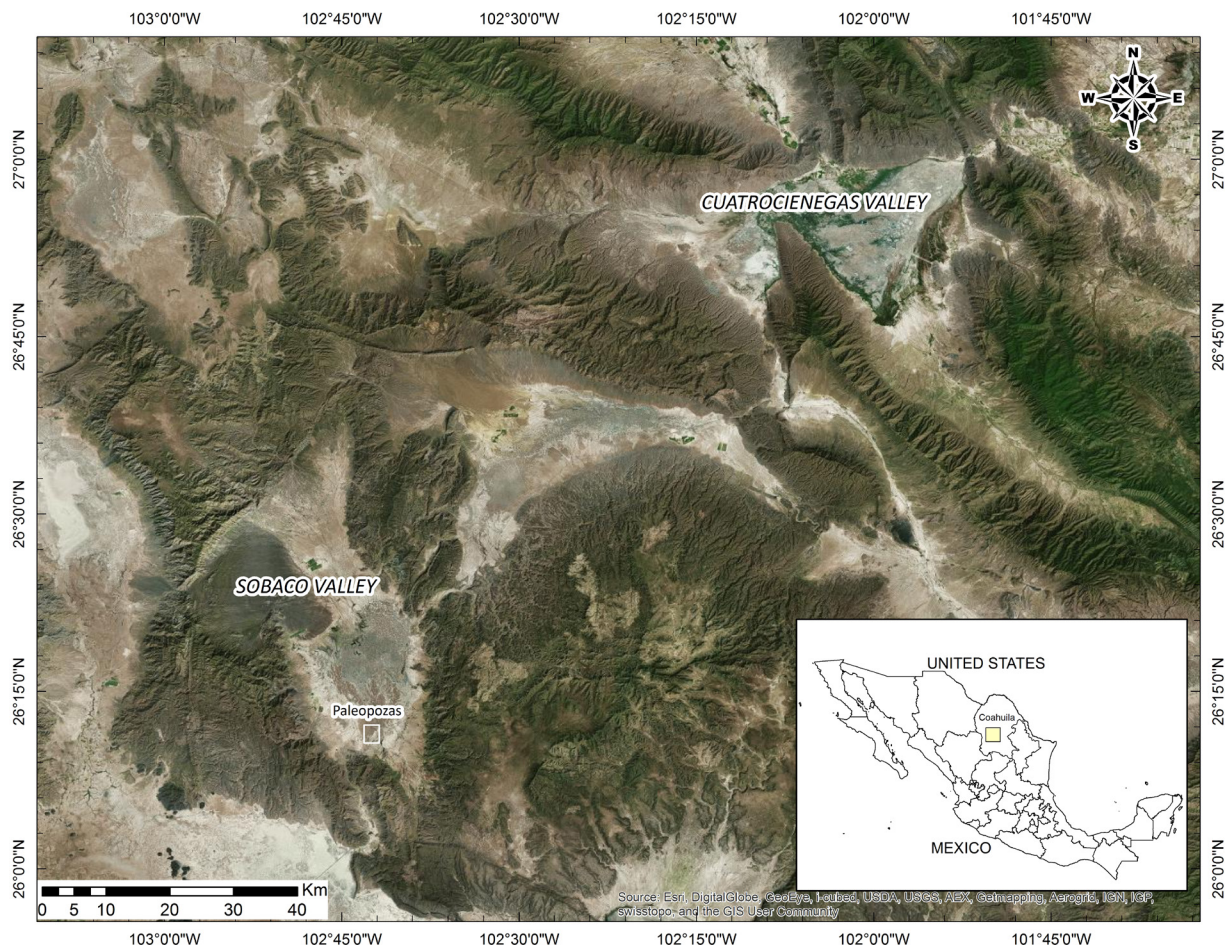 103°0'0"W 102°45'0"W 102°30'0"W 102°15'0"W 102°0'0"W 101°45'0"W
N
W E
S
27°0'0"N 27°0'0"N
CUATROCIENEGAS VALLEY
26°45'0"N 26°45'0"N
26°30'0"N 26°30'0"N
SOBACO VALLEY
26°15'0"N 26°15'0"N
Paleopozas
UNITED STATES
Coahuila
MEXICO
26°0'0"N 26°0'0"N
Km
0 5 10 20 30 40
Source: Esri, DigitalGlobe, GeoEye, i-cubed, USDA, USGS, AEX, Getmapping, Aerogrid, IGN, IGP,
swisstopo, and the GIS User Community
103°0'0"W 102°45'0"W 102°30'0"W 102°15'0"W 102°0'0"W 101°45'0"W